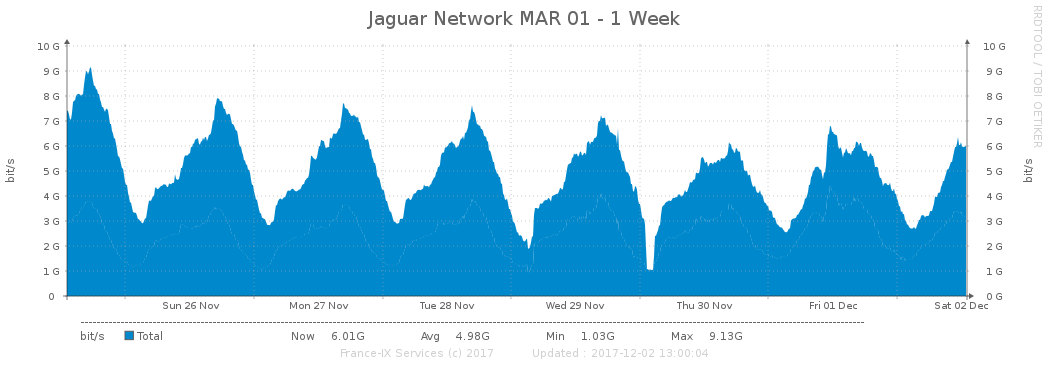 Jaguar Network MAR 01 - 1 Week
RRDTOOL / TOBI OETIKER
10 G 10 G
9 G 9 G
8 G 8 G
7 G 7 G
6 G 6 G
5 G 5 G
4 G 4 G
3 G 3 G
2 G 2 G
1 G 1 G
0 0 G
bit/s
bit/s
Sun 26 Nov Mon 27 Nov Tue 28 Nov Wed 29 Nov Thu 30 Nov Fri 01 Dec Sat 02 Dec
bit/s Total Now 6.01G Avg 4.98G Min 1.03G Max 9.13G
France-IX Services (c) 2017 Updated : 2017-12-02 13:00:04